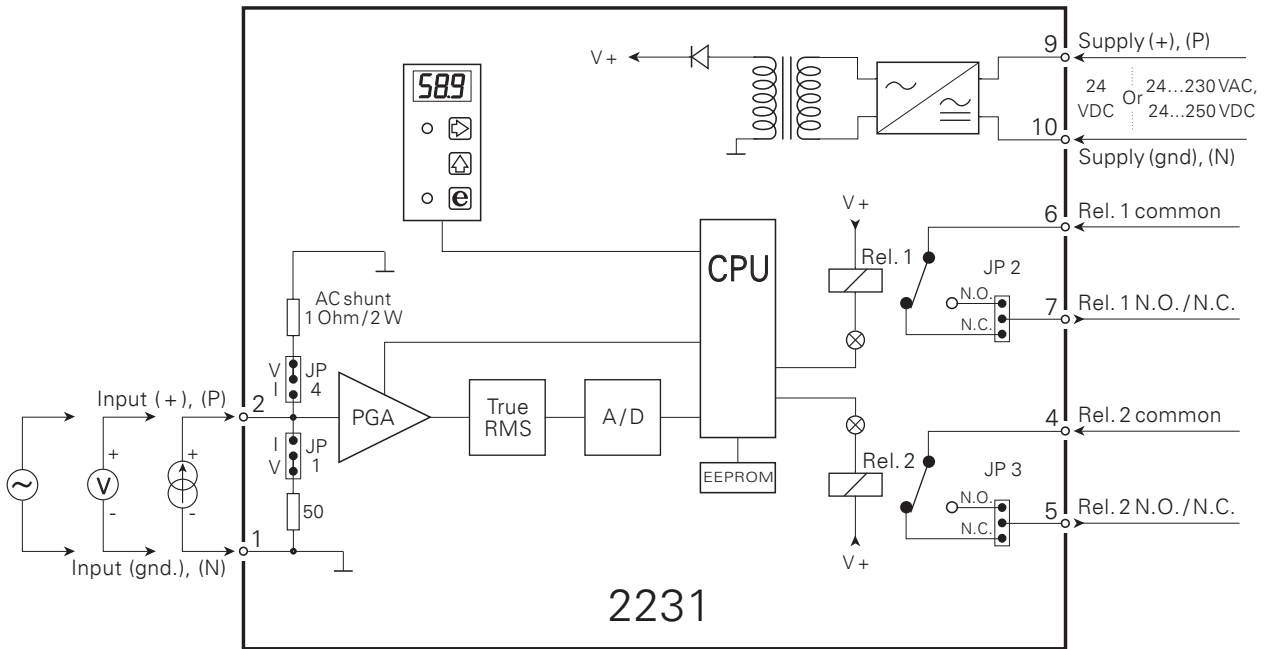 V+
9
Supply (+), (P)
24 VDC
Or
24...230 VAC,
24...250 VDC
10
Supply (gnd), (N)
58.9
e
V+
6
Rel. 1 common
Rel. 1
JP 2
N.O.
N.C.
7
Rel. 1 N.O./N.C.
CPU
AC shunt
1 Ohm/2 W
V
I
JP
4
Input (+), (P)
2
PGA
True
RMS
A/D
I
V
JP
1
4
Rel. 2 common
Rel. 2
JP 3
N.O.
N.C.
5
Rel. 2 N.O./N.C.
EEPROM
+
V
-
+
-
50
1
Input (gnd.), (N)
V+
2231